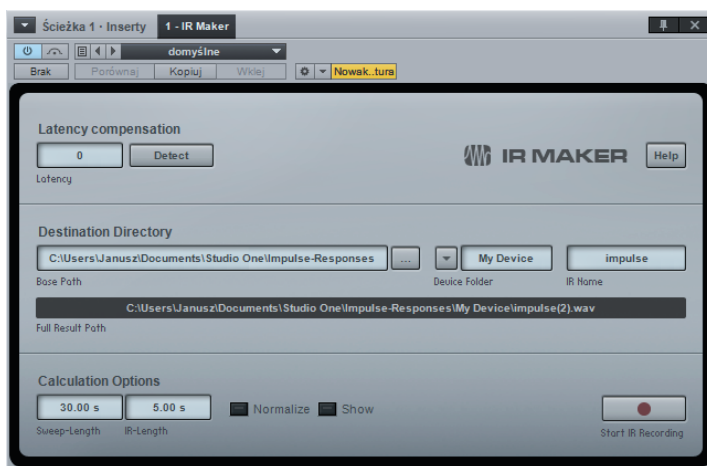 Ścieżka 1 · Inserty 1 - IR Maker
domyślne
Brak Porównaj Kopiuj Wklej Nowak..tura
Latency compensation
0 Detect
Latency
IR MAKER Help
Destination Directory
C:\Users\Janusz\Documents\Studio One\Impulse-Responses ... My Device impulse
Base Path Device Folder IR Name
C:\Users\Janusz\Documents\Studio One\Impulse-Responses\My Device\impulse(2).wav
Full Result Path
Calculation Options
30.00 s 5.00 s Normalize Show
Sweep-Length IR-Length Start IR Recording